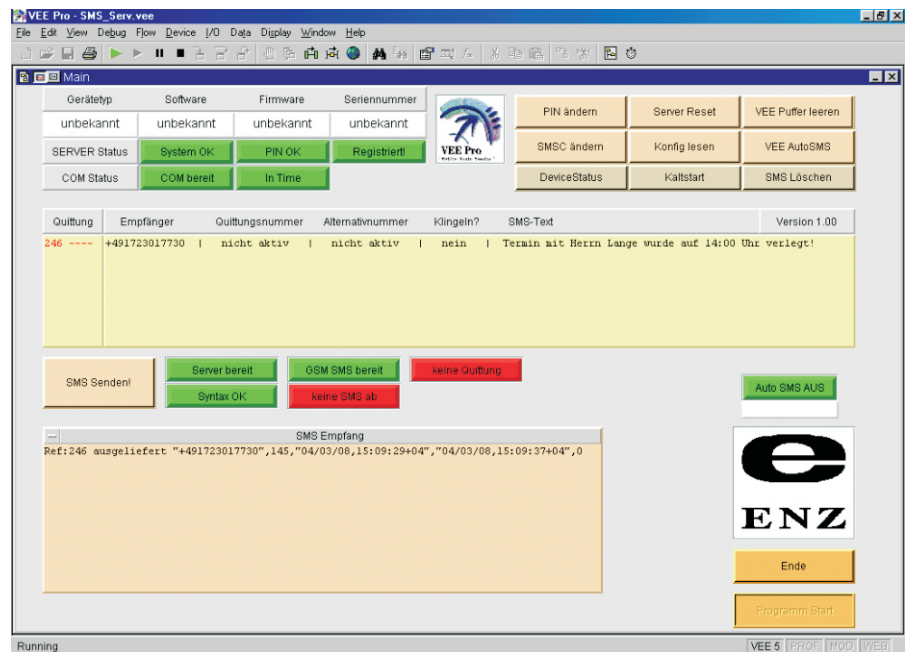 VEE Pro - SMS_Serv.vee
File Edit View Debug Flow Device I/O Data Display Window Help
Main
Gerätetyp Software Firmware Seriennummer
unbekannt unbekannt unbekannt unbekannt
SERVER Status System OK PIN OK Registriert!
COM Status COM bereit In Time
VEE Pro
PIN ändern Server Reset VEE Puffer leeren
SMSC ändern Konfig lesen VEE AutoSMS
DeviceStatus Kaltstart SMS Löschen
Quittung Empfänger Quittungsnummer Alternativnummer Klingeln? SMS-Text Version 1.00
246 ---- +491723017730 | nicht aktiv | nicht aktiv | nein | Termin mit Herrn Lange wurde auf 14:00 Uhr verlegt!
SMS Senden!
Server bereit GSM SMS bereit keine Quittung
Syntax OK keine SMS ab
Auto SMS AUS
SMS Empfang
Ref:246 ausgeliefert "+491723017730",145,"04/03/08,15:09:29+04","04/03/08,15:09:37+04",0
e
ENZ
Ende
Programm Start
Running VEE 5 PROF MOD WEB